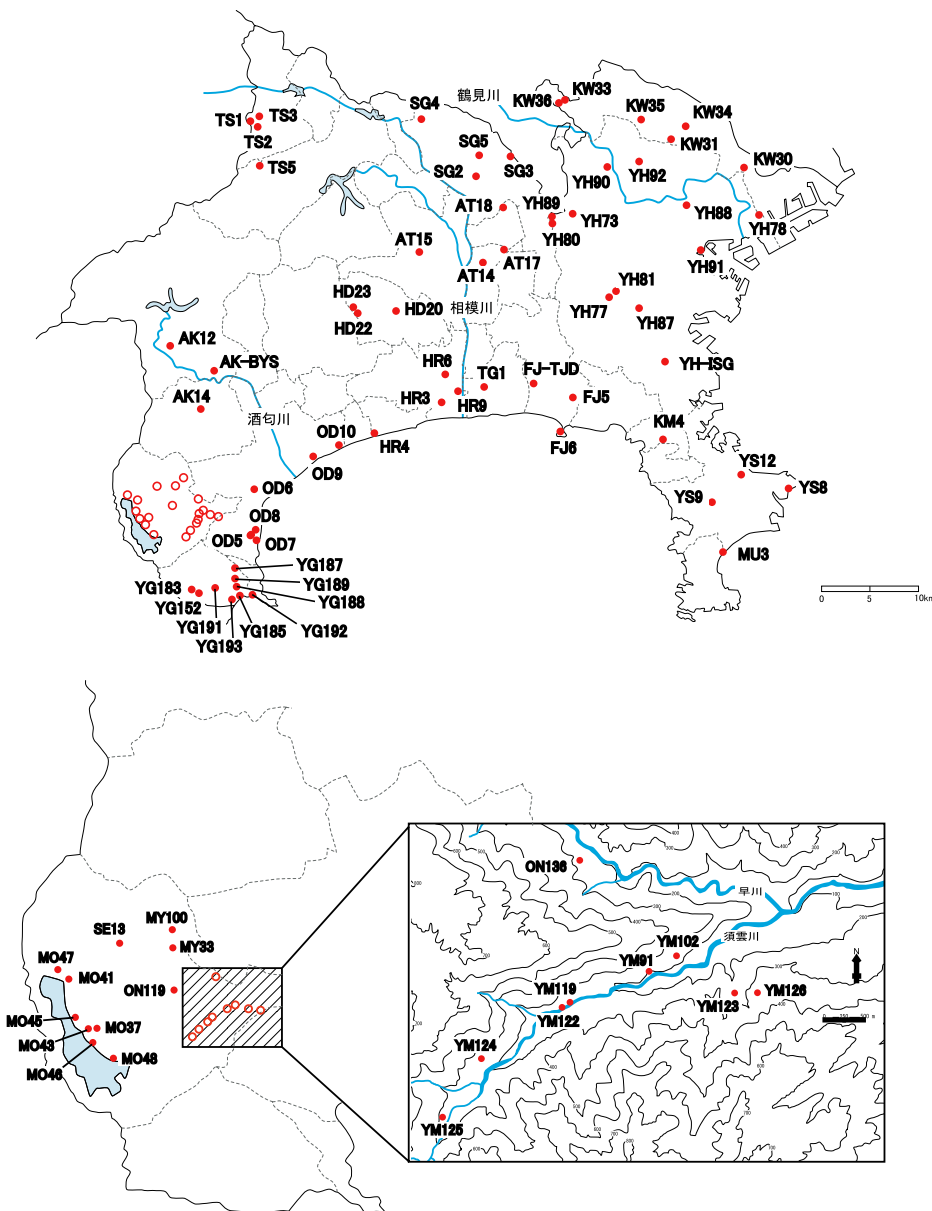 鶴見川
KW33
KW36
KW35
KW34
SG4
TS3
TS1
TS2
KW31
SG5
KW30
TS5
SG2
SG3
YH90
YH92
YH89
AT18
YH73
YH88
YH78
YH80
AT15
AT17
AT14
YH91
YH81
HD23
HD20
相模川
YH77
HD22
YH87
AK12
AK-BYS
HR6
TG1
FJ-TJD
YH-ISG
AK14
HR3
HR9
FJ5
酒匂川
KM4
OD10
HR4
FJ6
OD9
YS12
OD6
YS9
YS8
OD8
OD5
OD7
MU3
YG187
YG183
YG189
YG188
YG152
YG191
YG185
YG192
YG193
0 5 10km
ON136
早川
MY100
SE13
須雲川
MY33
YM102
MO47
YM91
N
MO41
ON119
YM119
YM123
YM126
YM122
MO45
MO37
MO43
MO48
YM124
MO46
YM125